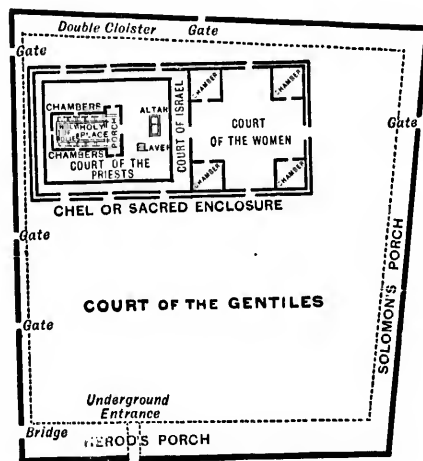 Double Cloister
Gate
Gate
CHAMBER
CHAMBER
CHAMBERS
ALTAR
HOLY
PLACE
PORCH
COURT OF ISRAEL
COURT
OF THE WOMEN
Gate
CHAMBERS
LAVER
COURT OF THE
PRIESTS
CHAMBER
CHAMBER
CHEL OR SACRED ENCLOSURE
Gate
COURT OF THE GENTILES
SOLOMON'S PORCH
Gate
Underground
Entrance
Bridge
HEROD'S PORCH